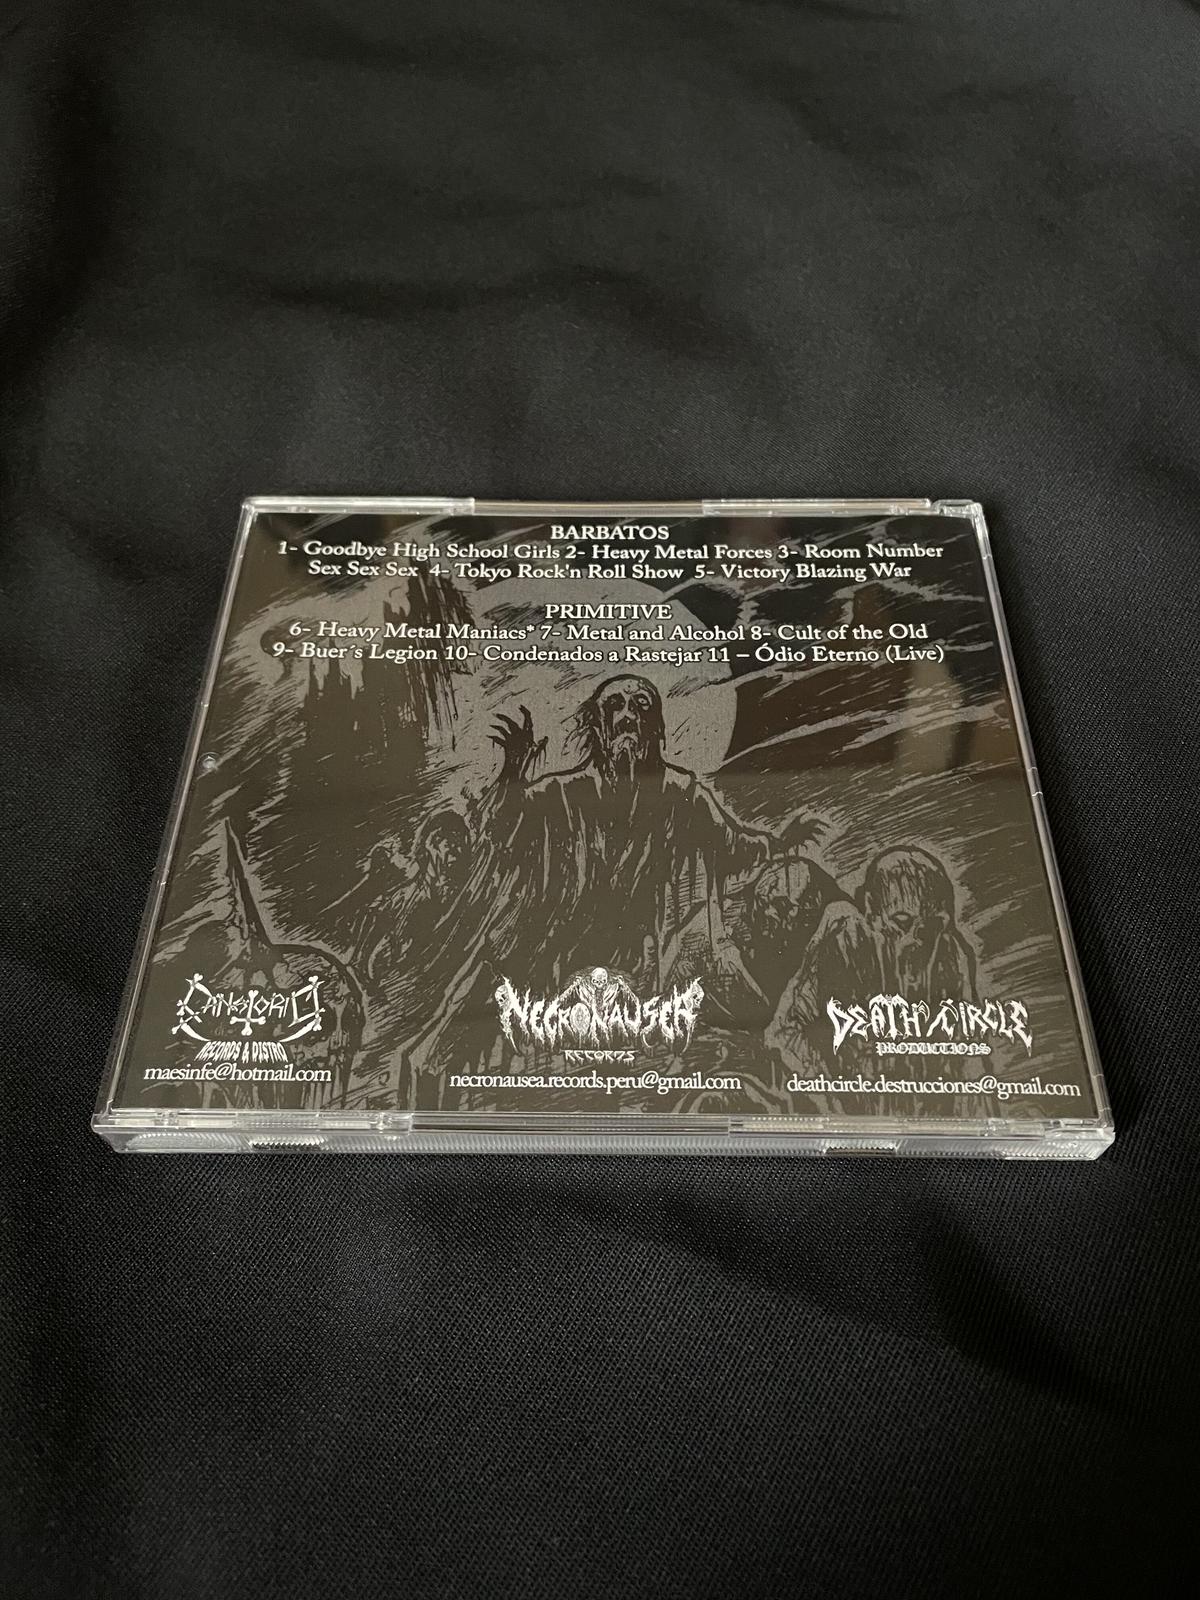 BARBATOS
1- Goodbye High School Girls 2- Heavy Metal Forces 3- Room Number
Sex Sex Sex 4- Tokyo Rock'n Roll Show 5- Victory Blazing War
PRIMITIVE
6- Heavy Metal Maniacs* 7- Metal and Alcohol 8- Cult of the Old
9- Buer´s Legion 10- Condenados a Rastejar 11 – Ódio Eterno (Live)
RECORDS & DISTRO
maesinfe@hotmail.com
NECRONAUSEA
RECORDS
necronausea.records.peru@gmail.com
DEATH CIRCLE
PRODUCTIONS
deathcircle.destrucciones@gmail.com